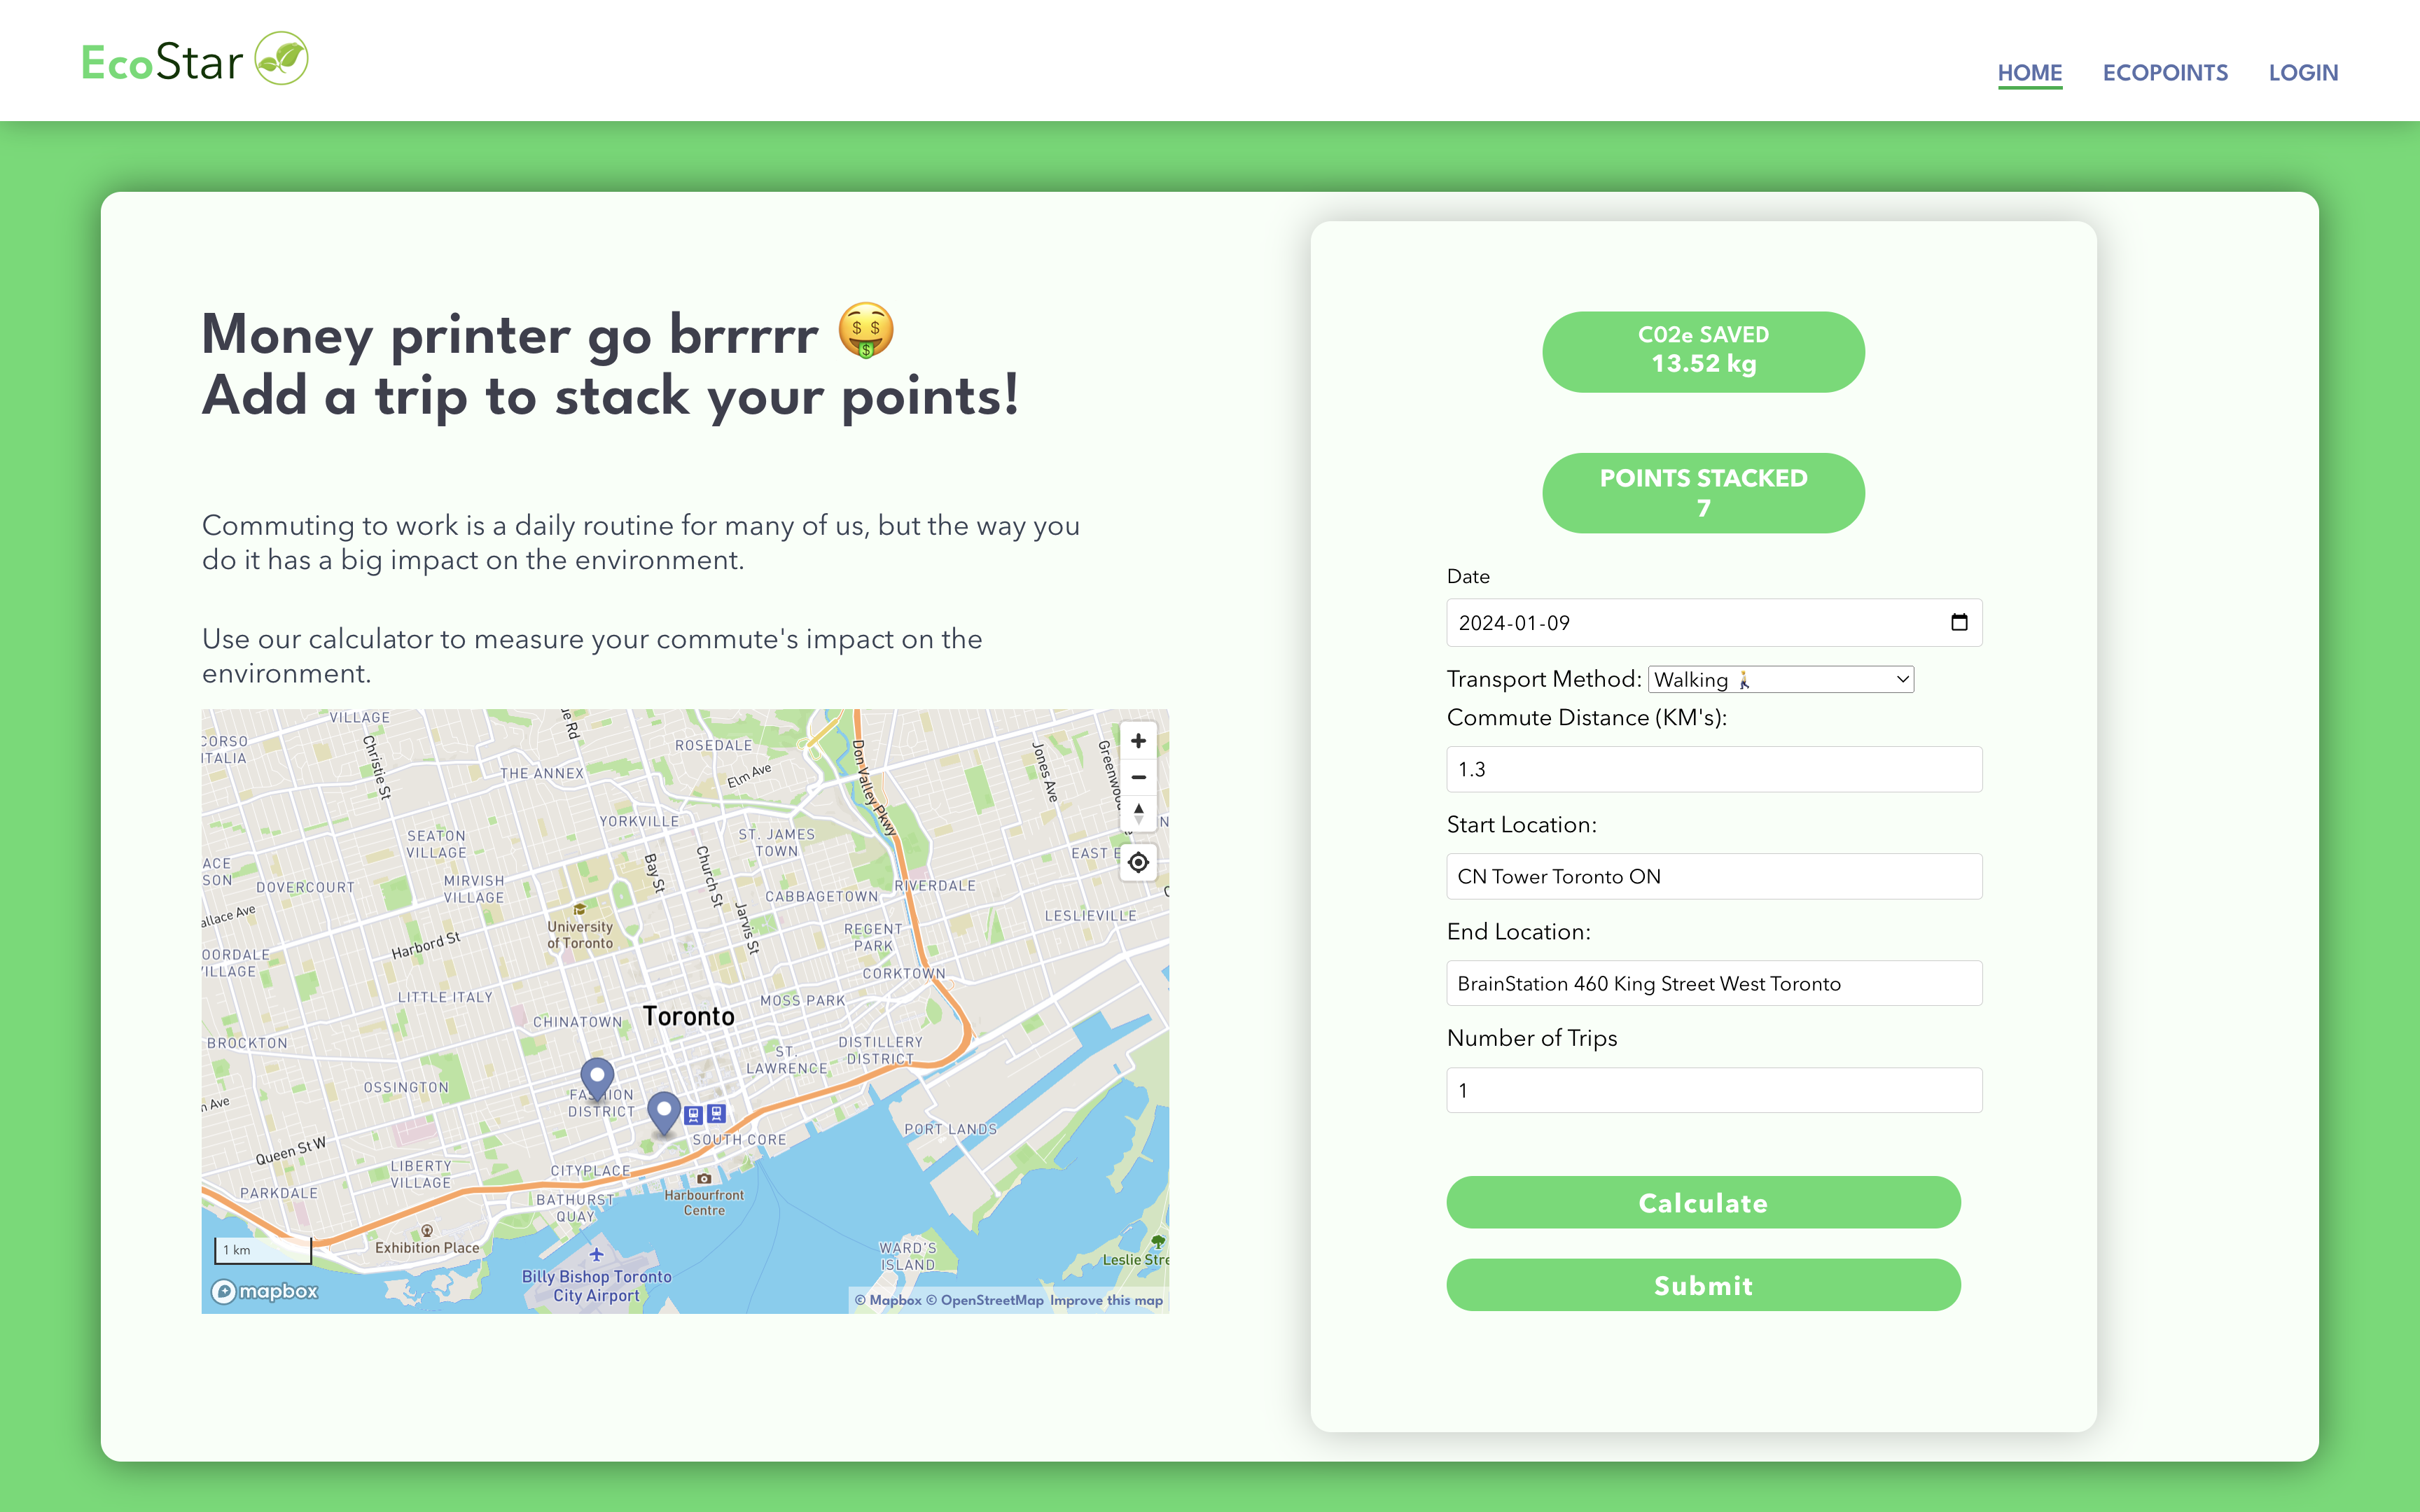 EcoStar
HOME ECOPOINTS LOGIN
Money printer go brrrrr 🤑
Add a trip to stack your points!
Commuting to work is a daily routine for many of us, but the way you
do it has a big impact on the environment.
Use our calculator to measure your commute's impact on the
environment.
VILLAGE
CORSO
ITALIA
Christie St
ue Rd
THE ANNEX
ROSEDALE
Elm Ave
Don Valley Pkwy
Jones Ave
SEATON
VILLAGE
YORKVILLE
ST. JAMES
TOWN
Bay St
Church St
Jarvis St
EAST E
ACE
SON
DOVERCOURT
MIRVISH
VILLAGE
CABBAGETOWN
RIVERDALE
allace Ave
Harbord St
University
of Toronto
REGENT
PARK
LESLIEVILLE
OORDALE
VILLAGE
CORKTOWN
LITTLE ITALY
MOSS PARK
CHINATOWN
Toronto
BROCKTON
ST.
LAWRENCE
DISTILLERY
DISTRICT
OSSINGTON
n Ave
FASHION
DISTRICT
SOUTH CORE
PORT LANDS
Queen St W
LIBERTY
VILLAGE
CITYPLACE
PARKDALE
BATHURST
QUAY
Harbourfront
Centre
Exhibition Place
WARD'S
ISLAND
Leslie Stre
Billy Bishop Toronto
City Airport
1 km
mapbox
© Mapbox © OpenStreetMap Improve this map
C02e SAVED
13.52 kg
POINTS STACKED
7
Date
2024-01-09
Transport Method: Walking 🚶
Commute Distance (KM's):
1.3
Start Location:
CN Tower Toronto ON
End Location:
BrainStation 460 King Street West Toronto
Number of Trips
1
Calculate
Submit